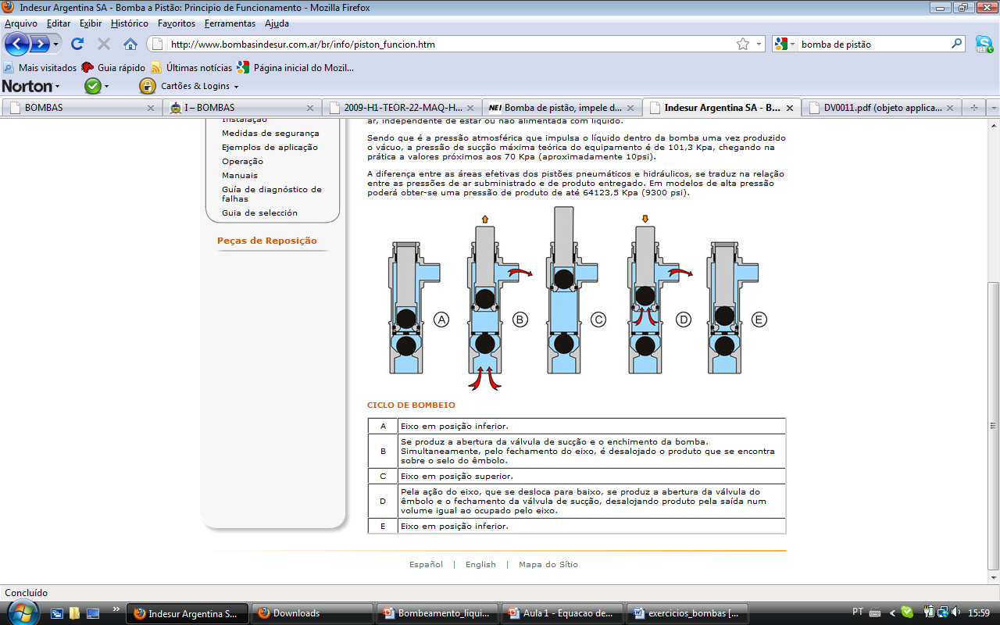 Indesur Argentina SA - Bomba a Pistão: Principio de Funcionamento - Mozilla Firefox
Arquivo Editar Exibir Histórico Favoritos Ferramentas Ajuda
http://www.bombasindesur.com.ar/br/info/piston_funcion.htm
bomba de pistão
Mais visitados Guia rápido Últimas notícias Página inicial do Mozil...
Norton Cartões & Logins
BOMBAS
I – BOMBAS
2009-H1-TEOR-22-MAQ-H...
NEI Bomba de pistão, impele d...
Indesur Argentina SA - B...
DV0011.pdf (objeto applica...
Instalação
Medidas de segurança
Ejemplos de aplicação
Operação
Manuais
Guía de diagnóstico de
falhas
Guia de selección
Peças de Reposição
ar, independente de estar ou não alimentada com líquido.
Sendo que é a pressão atmosférica que impulsa o líquido dentro da bomba uma vez produzido
o vácuo, a pressão de sucção máxima teórica do equipamento é de 101,3 Kpa, chegando na
prática a valores próximos aos 70 Kpa (aproximadamente 10psi).
A diferença entre as áreas efetivas dos pistões pneumáticos e hidráulicos, se traduz na relação
entre as pressões de ar subministrado e de produto entregado. Em modelos de alta pressão
poderá obter-se uma pressão de produto de até 64123,5 Kpa (9300 psi).
A B C D E
CICLO DE BOMBEIO
A Eixo em posição inferior.
B Se produz a abertura da válvula de sucção e o enchimento da bomba.
Simultaneamente, pelo fechamento do eixo, é desalojado o produto que se encontra
sobre o selo do êmbolo.
C Eixo em posição superior.
D Pela ação do eixo, que se desloca para baixo, se produz a abertura da válvula do
êmbolo e o fechamento da válvula de sucção, desalojando produto pela saída num
volume igual ao ocupado pelo eixo.
E Eixo em posição inferior.
Español | English | Mapa do Sítio
Concluído
Indesur Argentina S...
Downloads
Bombeamento_liqui...
Aula 1 - Equacao de...
exercicios_bombas [...
PT
15:59